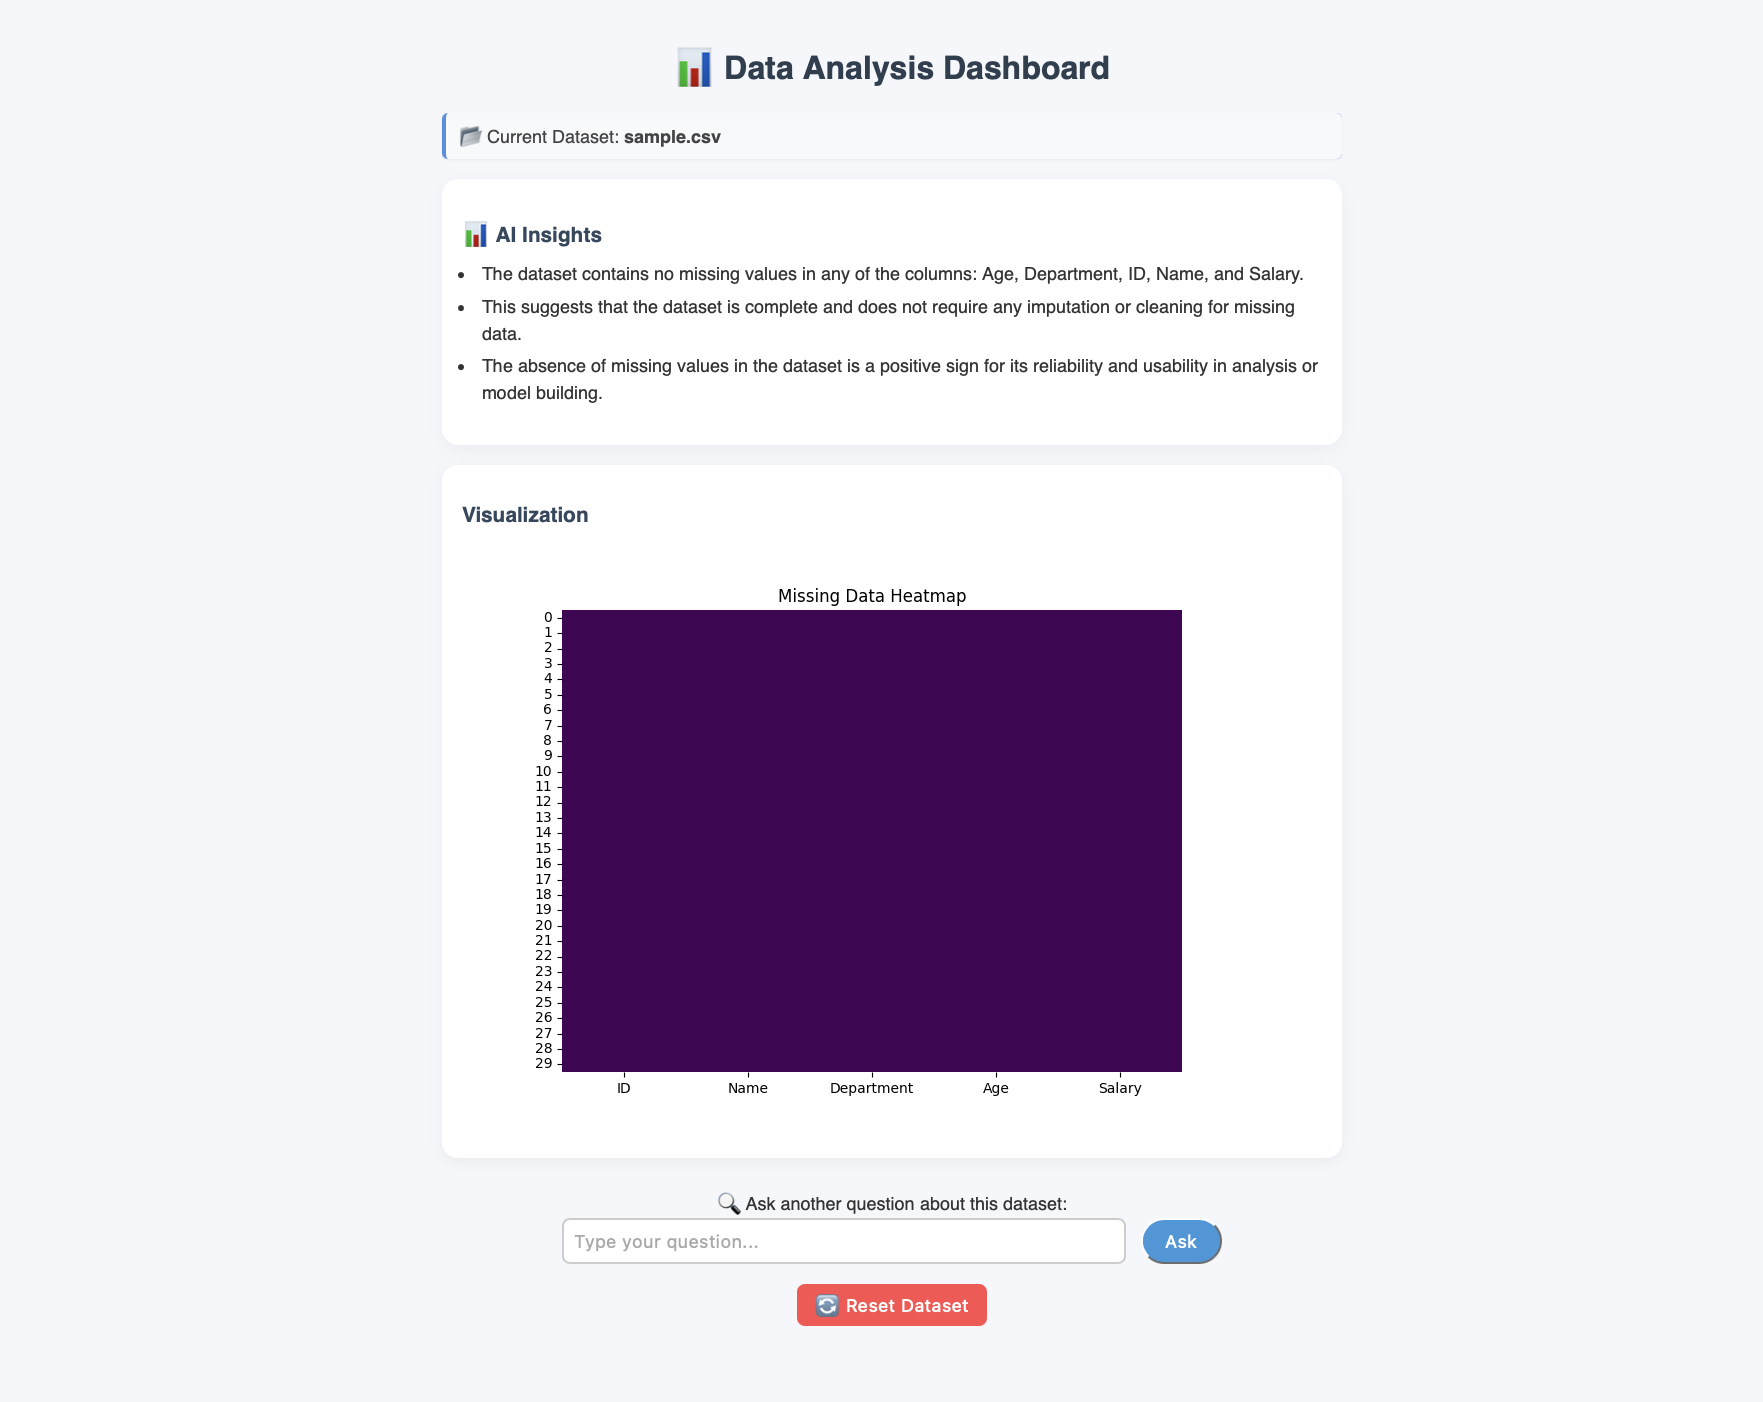 📊 Data Analysis Dashboard
📂 Current Dataset: sample.csv
📊 AI Insights
• The dataset contains no missing values in any of the columns: Age, Department, ID, Name, and Salary.
• This suggests that the dataset is complete and does not require any imputation or cleaning for missing
data.
• The absence of missing values in the dataset is a positive sign for its reliability and usability in analysis or
model building.
Visualization
Missing Data Heatmap
0
1
2
3
4
5
6
7
8
9
10
11
12
13
14
15
16
17
18
19
20
21
22
23
24
25
26
27
28
29
ID Name Department Age Salary
🔍 Ask another question about this dataset:
Type your question... Ask
🔄 Reset Dataset